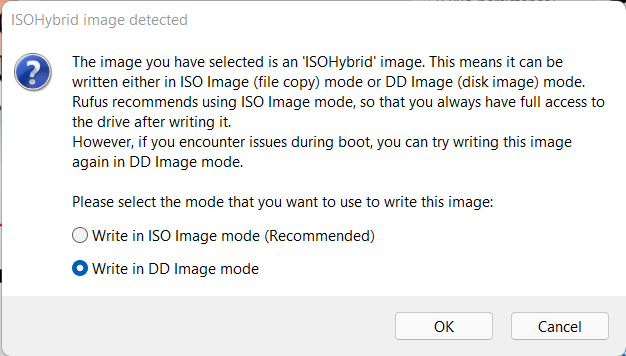 ISOHybrid image detected
The image you have selected is an 'ISOHybrid' image. This means it can be
written either in ISO Image (file copy) mode or DD Image (disk image) mode.
Rufus recommends using ISO Image mode, so that you always have full access to
the drive after writing it.
However, if you encounter issues during boot, you can try writing this image
again in DD Image mode.
Please select the mode that you want to use to write this image:
Write in ISO Image mode (Recommended)
Write in DD Image mode
OK
Cancel